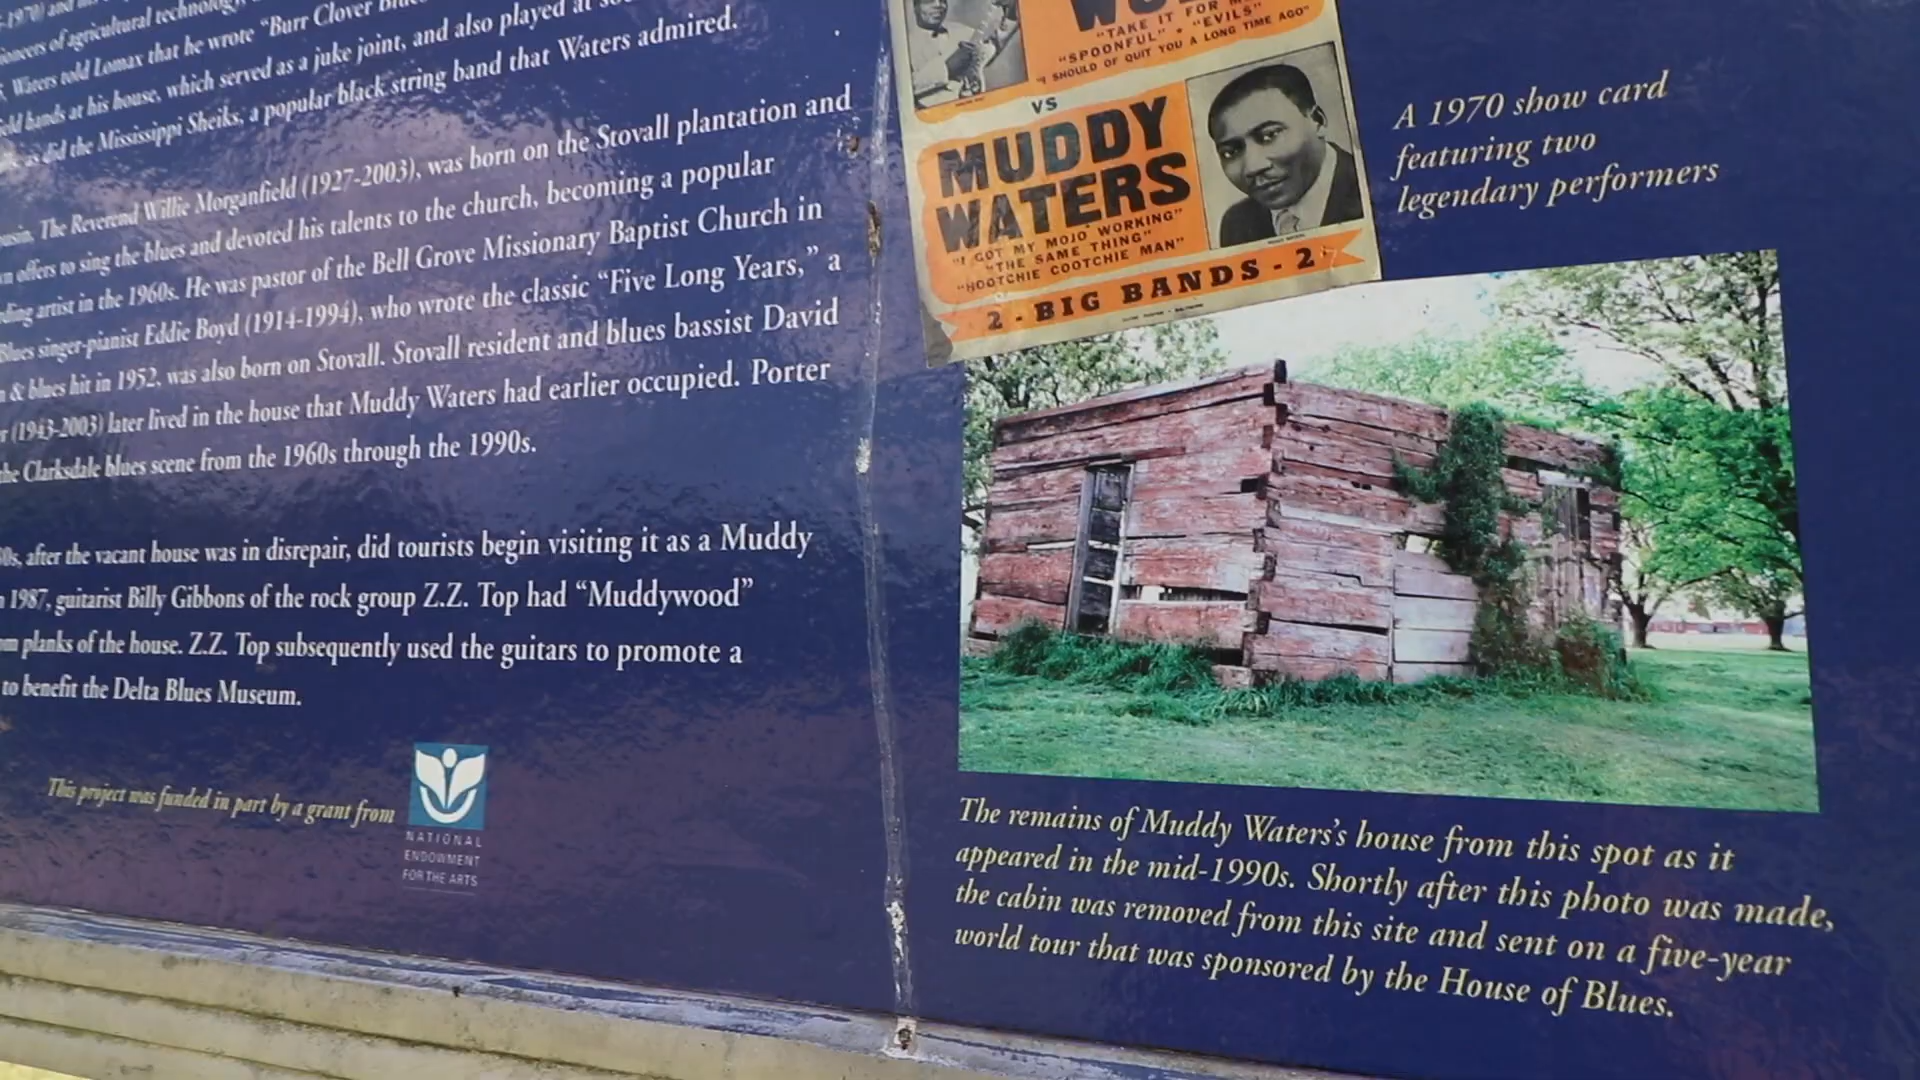 -1970) and
ioneers of agricultural technology,
Waters told Lomax that he wrote "Burr Clover
field hands at his house, which served as a juke joint, and also played at
as did the Mississippi Sheiks, a popular black string band that Waters admired.
The Reverend Willie Morganfield (1927-2003), was born on the Stovall plantation and
offers to sing the blues and devoted his talents to the church, becoming a popular
ding artist in the 1960s. He was pastor of the Bell Grove Missionary Baptist Church in
Blues singer-pianist Eddie Boyd (1914-1994), who wrote the classic "Five Long Years," a
& blues hit in 1952, was also born on Stovall. Stovall resident and blues bassist David
r (1943-2003) later lived in the house that Muddy Waters had earlier occupied. Porter
the Clarksdale blues scene from the 1960s through the 1990s.
0s, after the vacant house was in disrepair, did tourists begin visiting it as a Muddy
1987, guitarist Billy Gibbons of the rock group Z.Z. Top had "Muddywood"
om planks of the house. Z.Z. Top subsequently used the guitars to promote a
to benefit the Delta Blues Museum.
This project was funded in part by a grant from
NATIONAL
ENDOWMENT
FOR THE ARTS
"TAKE IT FOR
"SPOONFUL" • "EVILS"
"I SHOULD OF QUIT YOU A LONG TIME AGO"
VS
MUDDY
WATERS
"I GOT MY MOJO WORKING"
"THE SAME THING"
"HOOTCHIE COOTCHIE MAN"
2 - BIG BANDS - 2
A 1970 show card
featuring two
legendary performers
The remains of Muddy Waters's house from this spot as it
appeared in the mid-1990s. Shortly after this photo was made,
the cabin was removed from this site and sent on a five-year
world tour that was sponsored by the House of Blues.